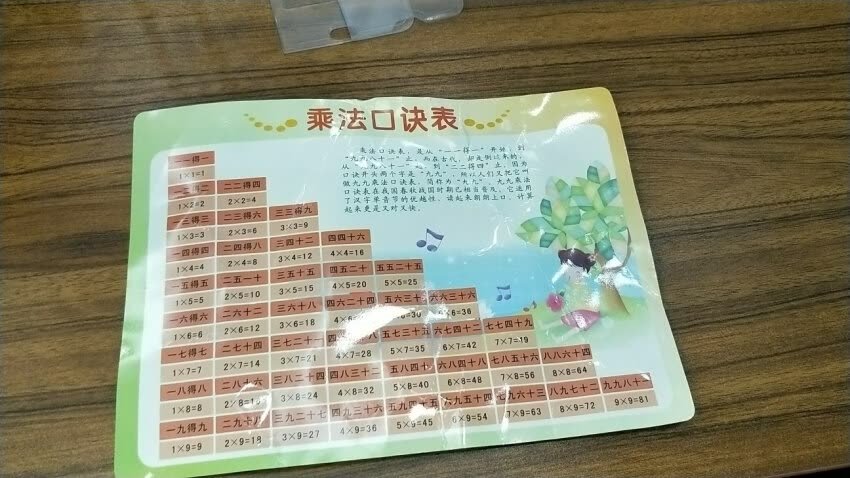 乘法口诀表
乘法口诀表，是从“一一得一”开始，到
“九九八十一”止，而在古代，却是倒过来的，
从“九九八十一”起，到“二二得四”止，因为
口诀开头两个字是“九九”，所以人们又把它叫
做九九乘法口诀表，简称为“九九”。九九乘法
口诀表在我国春秋战国时期已相当普及，它运用
了汉字单音节的优越性，读起来朗朗上口，计算
起来更是又对又快。
一一得一
1×1=1
一二得二 二二得四
1×2=2 2×2=4
一三得三 二三得六 三三得九
1×3=3 2×3=6 3×3=9
一四得四 二四得八 三四十二 四四十六
1×4=4 2×4=8 3×4=12 4×4=16
一五得五 二五一十 三五十五 四五二十 五五二十五
1×5=5 2×5=10 3×5=15 4×5=20 5×5=25
一六得六 二六十二 三六十八 四六二十四 五六三十 六六三十六
1×6=6 2×6=12 3×6=18 4×6=24 5×6=30 6×6=36
一七得七 二七十四 三七二十一 四七二十八 五七三十五 六七四十二 七七四十九
1×7=7 2×7=14 3×7=21 4×7=28 5×7=35 6×7=42 7×7=49
一八得八 二八十六 三八二十四 四八三十二 五八四十 六八四十八 七八五十六 八八六十四
1×8=8 2×8=16 3×8=24 4×8=32 5×8=40 6×8=48 7×8=56 8×8=64
一九得九 二九十八 三九二十七 四九三十六 五九四十五 六九五十四 七九六十三 八九七十二 九九八十一
1×9=9 2×9=18 3×9=27 4×9=36 5×9=45 6×9=54 7×9=63 8×9=72 9×9=81